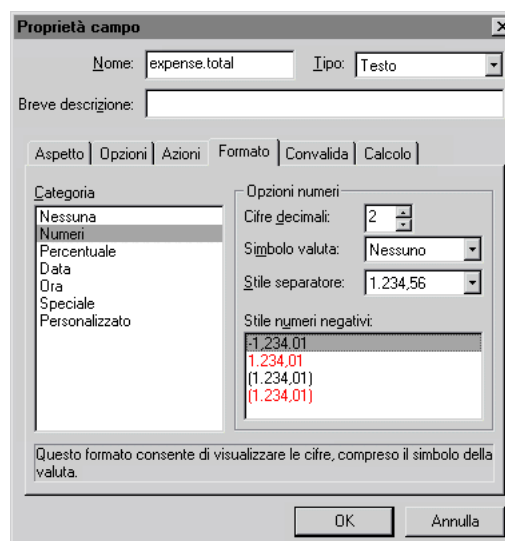 Proprietà campo
Nome: expense.total Tipo: Testo
Breve descrizione:
Aspetto Opzioni Azioni Formato Convalida Calcolo
Categoria
Nessuna
Numeri
Percentuale
Data
Ora
Speciale
Personalizzato
Opzioni numeri
Cifre decimali: 2
Simbolo valuta: Nessuno
Stile separatore: 1.234,56
Stile numeri negativi:
-1,234.01
1.234,01
(1.234,01)
(1.234,01)
Questo formato consente di visualizzare le cifre, compreso il simbolo della
valuta.
OK Annulla